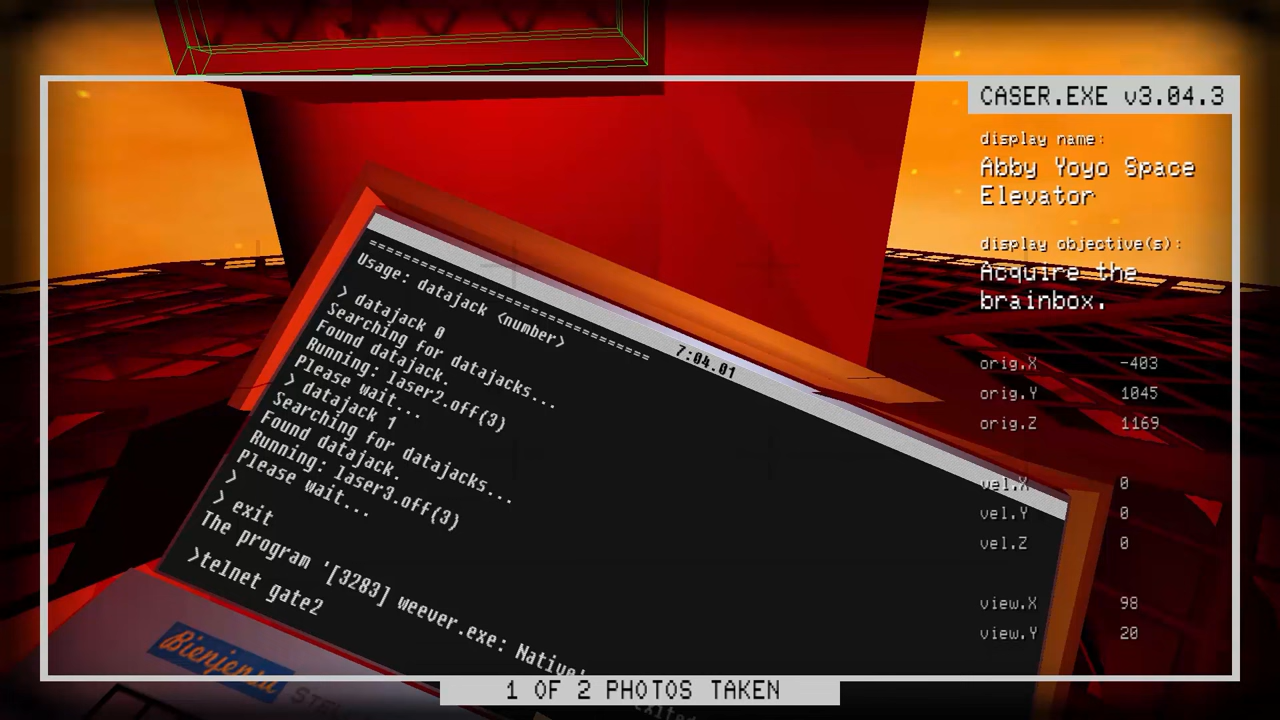 CASER.EXE v3.04.3
display name:
Abby Yoyo Space
Elevator
display objective(s):
Acquire the
brainbox.
orig.X -403
orig.Y 1045
orig.Z 1169
vel.X 0
vel.Y 0
vel.Z 0
view.X 98
view.Y 20
7:04.01
====================================
Usage: datajack <number>
> datajack 0
Searching for datajacks...
Found datajack.
Running: laser2.off(3)
Please wait...
> datajack 1
Searching for datajacks...
Found datajack.
Running: laser3.off(3)
Please wait...
>
> exit
The program '[3283] weever.exe: Native'
>telnet gate2
Bienjenta
1 OF 2 PHOTOS TAKEN